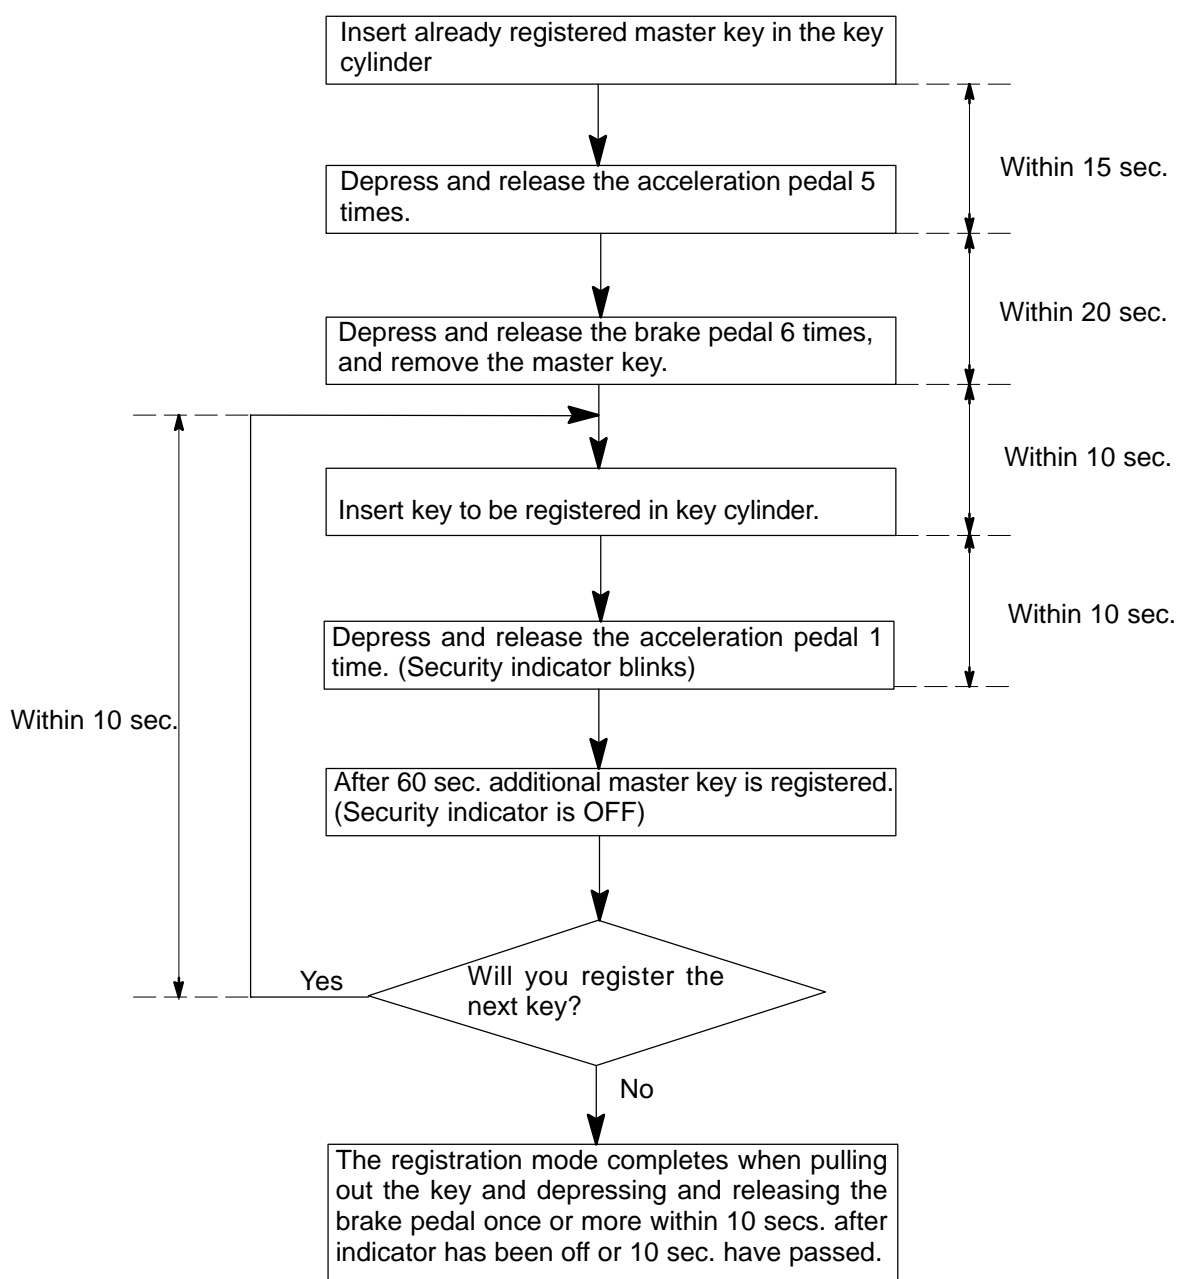 Insert already registered master key in the key
cylinder
Within 15 sec.
Depress and release the acceleration pedal 5
times.
Within 20 sec.
Depress and release the brake pedal 6 times,
and remove the master key.
Within 10 sec.
Insert key to be registered in key cylinder.
Within 10 sec.
Depress and release the acceleration pedal 1
time. (Security indicator blinks)
Within 10 sec.
After 60 sec. additional master key is registered.
(Security indicator is OFF)
Will you register the
next key?
Yes
No
The registration mode completes when pulling
out the key and depressing and releasing the
brake pedal once or more within 10 secs. after
indicator has been off or 10 sec. have passed.